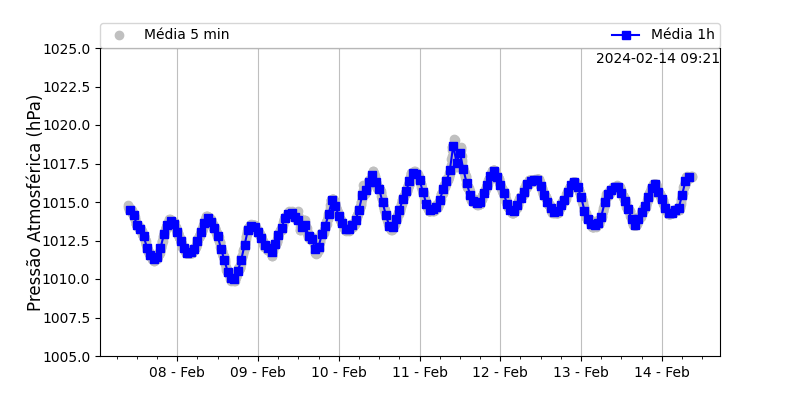 Média 5 min
Média 1h
2024-02-14 09:21
Pressão Atmosférica (hPa)
1025.0
1022.5
1020.0
1017.5
1015.0
1012.5
1010.0
1007.5
1005.0
08 - Feb
09 - Feb
10 - Feb
11 - Feb
12 - Feb
13 - Feb
14 - Feb